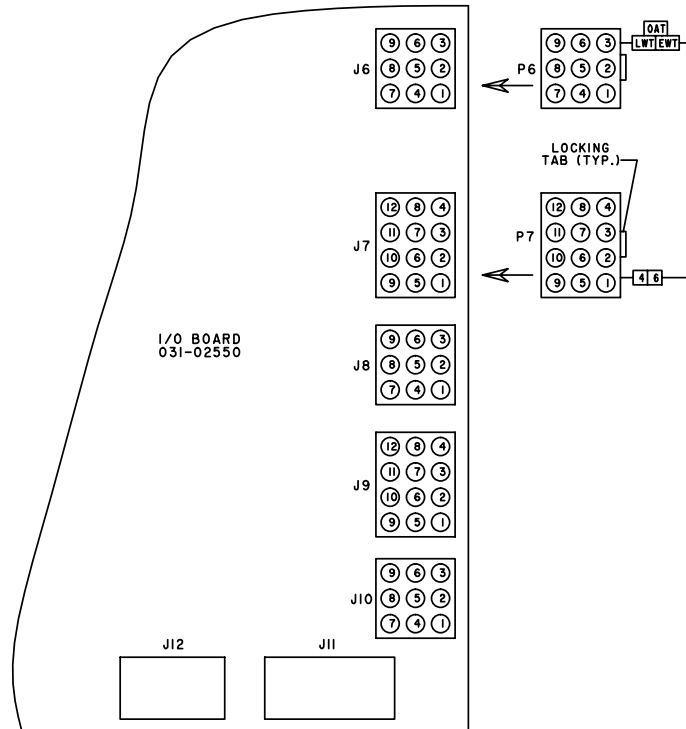 J6
9 6 3
8 5 2
7 4 1
P6
9 6 3
8 5 2
7 4 1
OAT
LWT EWT
LOCKING
TAB (TYP.)
J7
12 8 4
11 7 3
10 6 2
9 5 1
P7
12 8 4
11 7 3
10 6 2
9 5 1
4 6
I/O BOARD
031-02550
J8
9 6 3
8 5 2
7 4 1
J9
12 8 4
11 7 3
10 6 2
9 5 1
J10
9 6 3
8 5 2
7 4 1
J12
J11